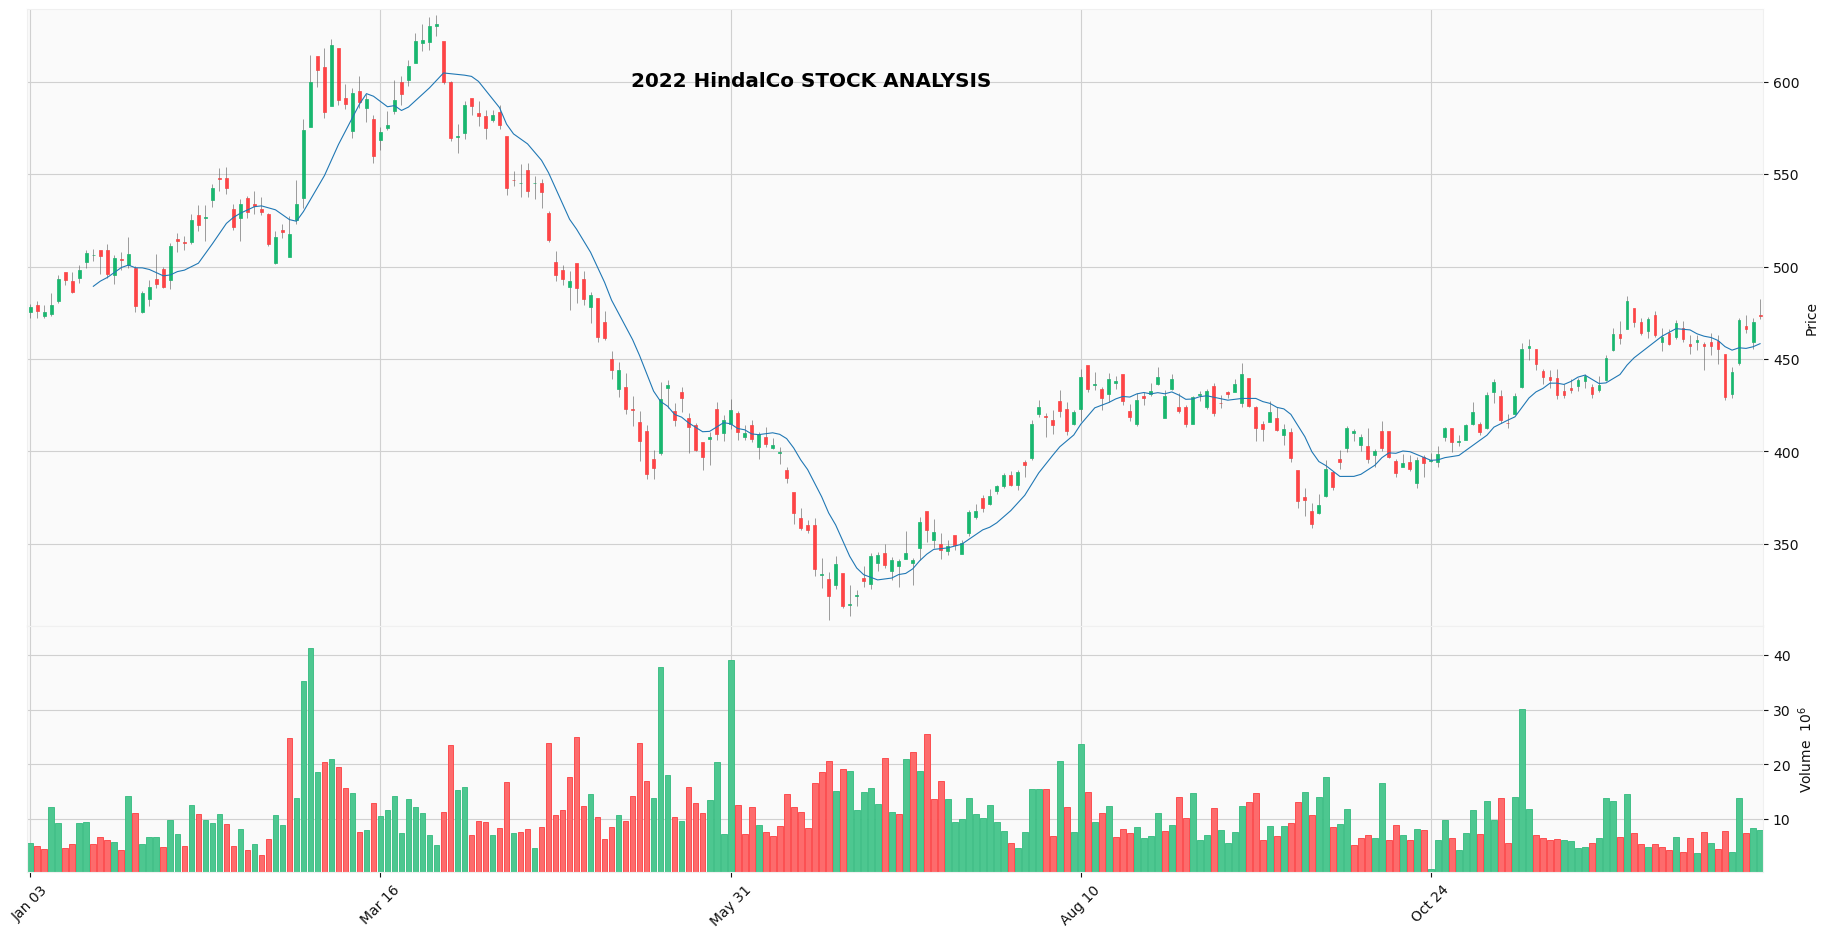 2022 HindalCo STOCK ANALYSIS
600
550
500
450
400
350
Price
40
30
20
10
Volume 10⁶
Jan 03
Mar 16
May 31
Aug 10
Oct 24